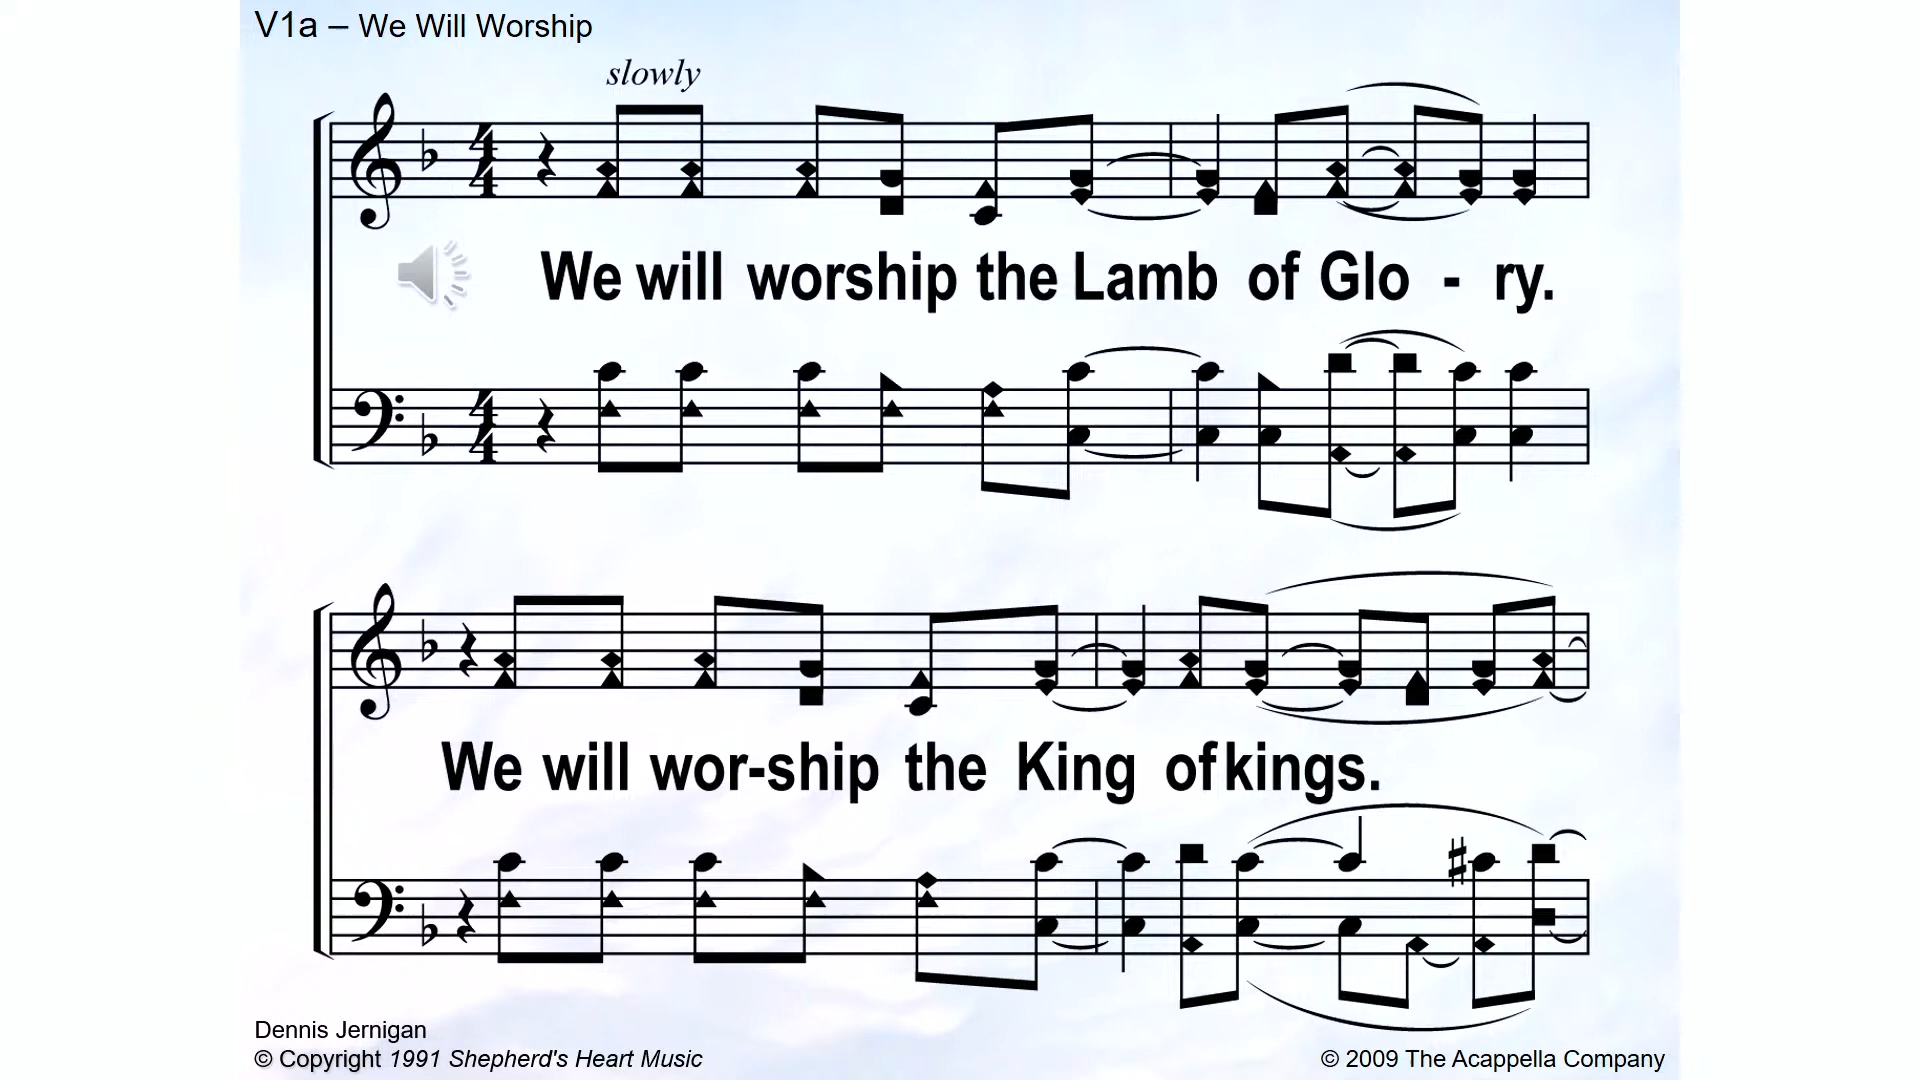 V1a – We Will Worship
slowly
We will worship the Lamb of Glo - ry.
We will wor-ship the King of kings.
Dennis Jernigan
© Copyright 1991 Shepherd's Heart Music
© 2009 The Acappella Company